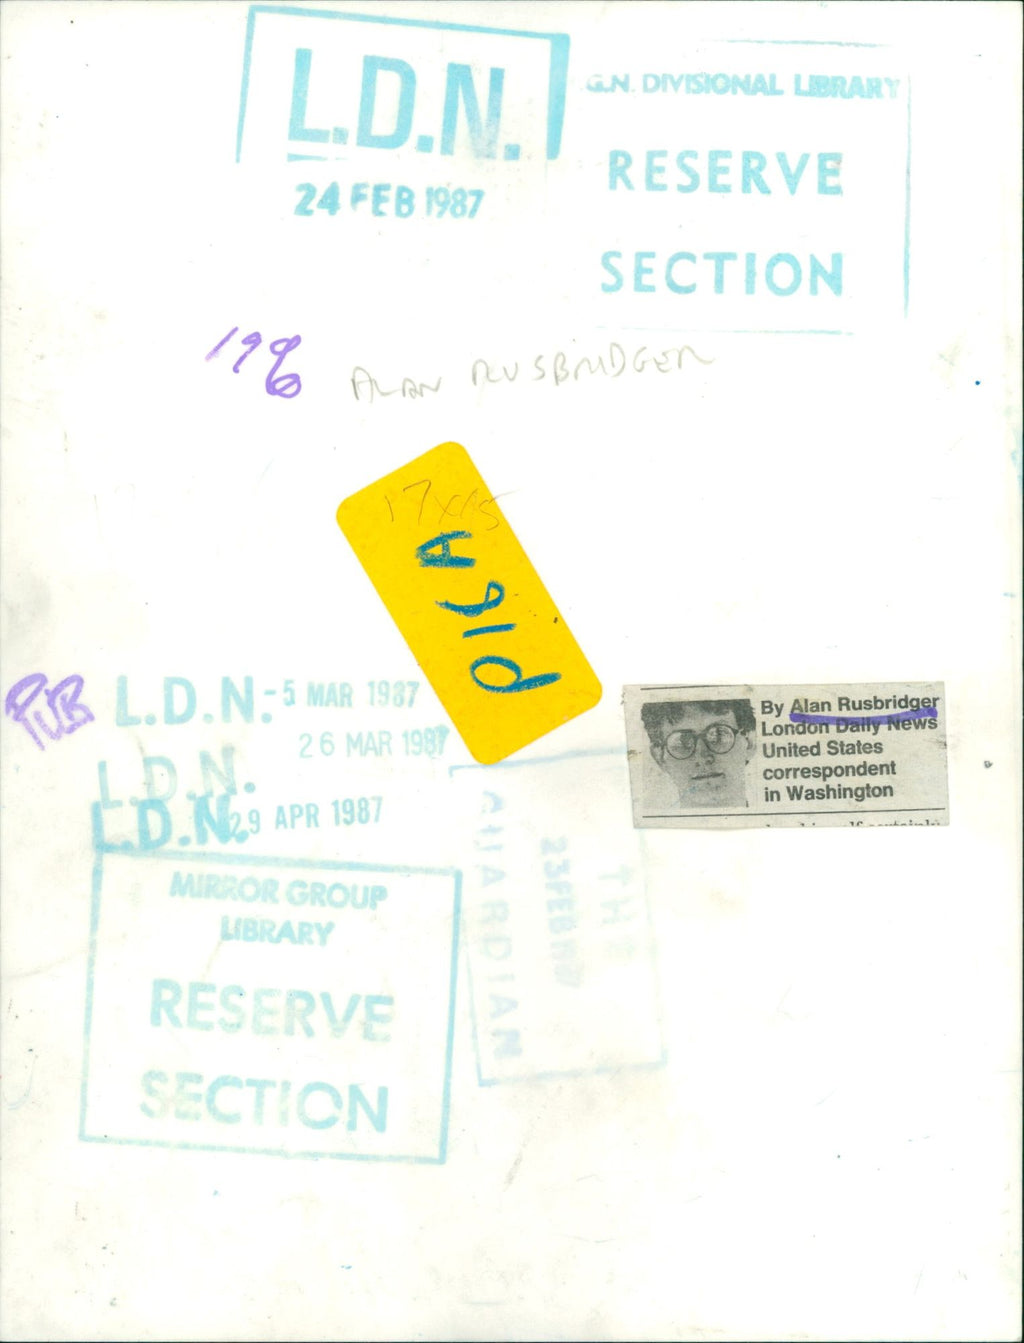 L.D.N.
24 FEB 1987
G.N. DIVISIONAL LIBRARY
RESERVE
SECTION
196
ALAN RUSBRIDGER
17x15
PIGA
PUB
L.D.N.-5 MAR 1987
26 MAR 1987
L.D.N.
L.D.N. 29 APR 1987
By Alan Rusbridger
London Daily News
United States
correspondent
in Washington
MIRROR GROUP
LIBRARY
RESERVE
SECTION
THE
23 FEB 1987
GUARDIAN